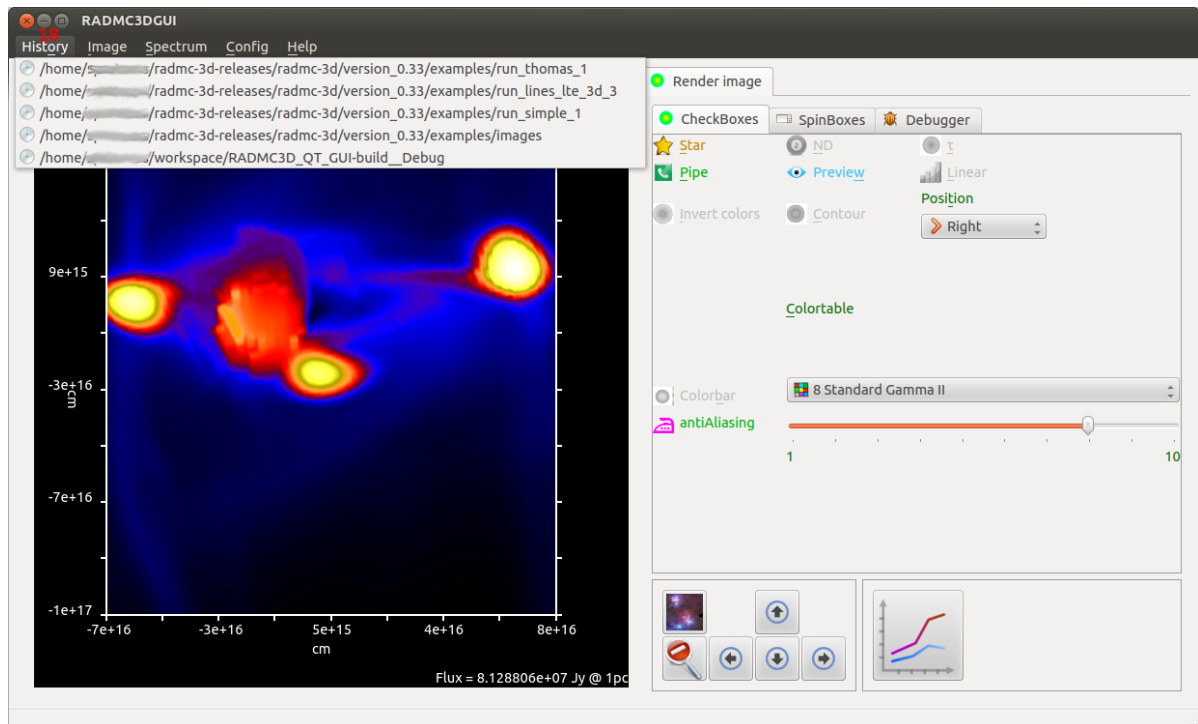 RADMC3DGUI
19
History Image Spectrum Config Help
/home/ /radmc-3d-releases/radmc-3d/version_0.33/examples/run_thomas_1
/home/ /radmc-3d-releases/radmc-3d/version_0.33/examples/run_lines_lte_3d_3
/home/ /radmc-3d-releases/radmc-3d/version_0.33/examples/run_simple_1
/home/ /radmc-3d-releases/radmc-3d/version_0.33/examples/images
/home/ /workspace/RADMC3D_QT_GUI-build__Debug
9e+15
-3e+16
cm
-7e+16
-1e+17
-7e+16 -3e+16 5e+15 4e+16 8e+16
cm
Flux = 8.128806e+07 Jy @ 1pc
Render image
CheckBoxes SpinBoxes Debugger
Star ND τ
Pipe Preview Linear
Position
Invert colors Contour Right
Colortable
Colorbar 8 Standard Gamma II
antiAliasing
1 10